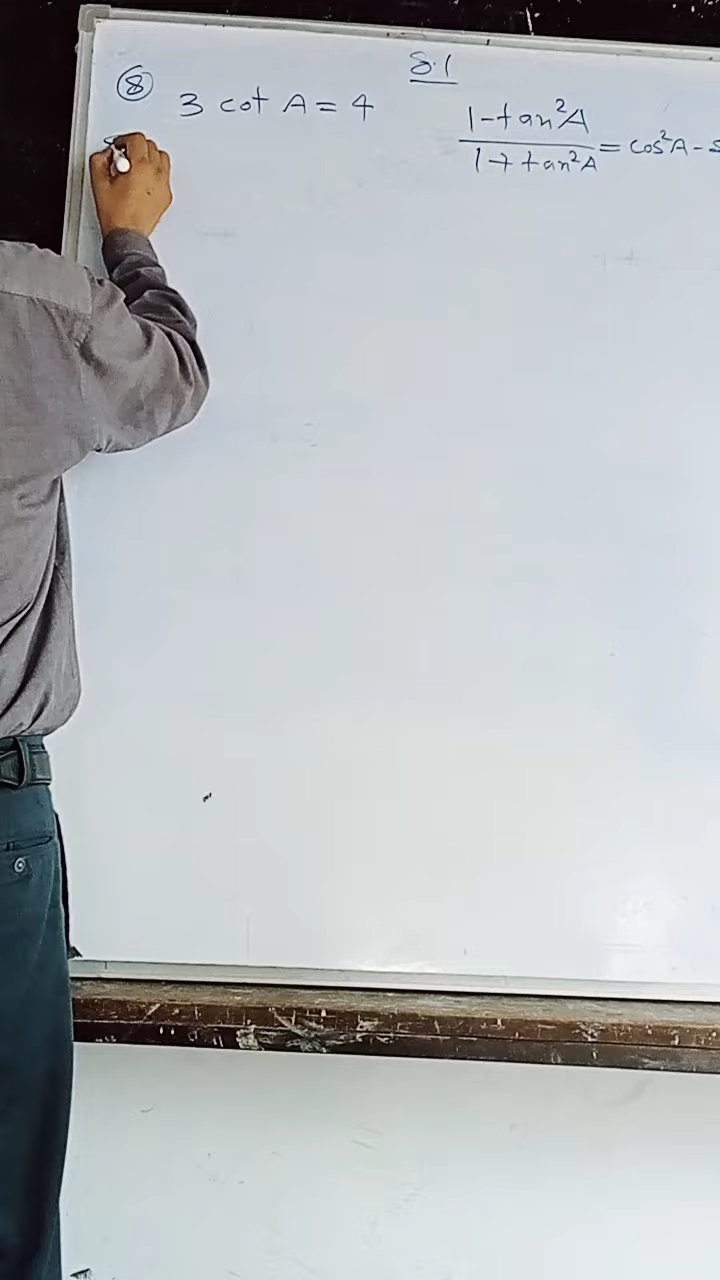 8.1
⑧ 3 cot A = 4
1-tan²A
1+tan²A = cos²A -